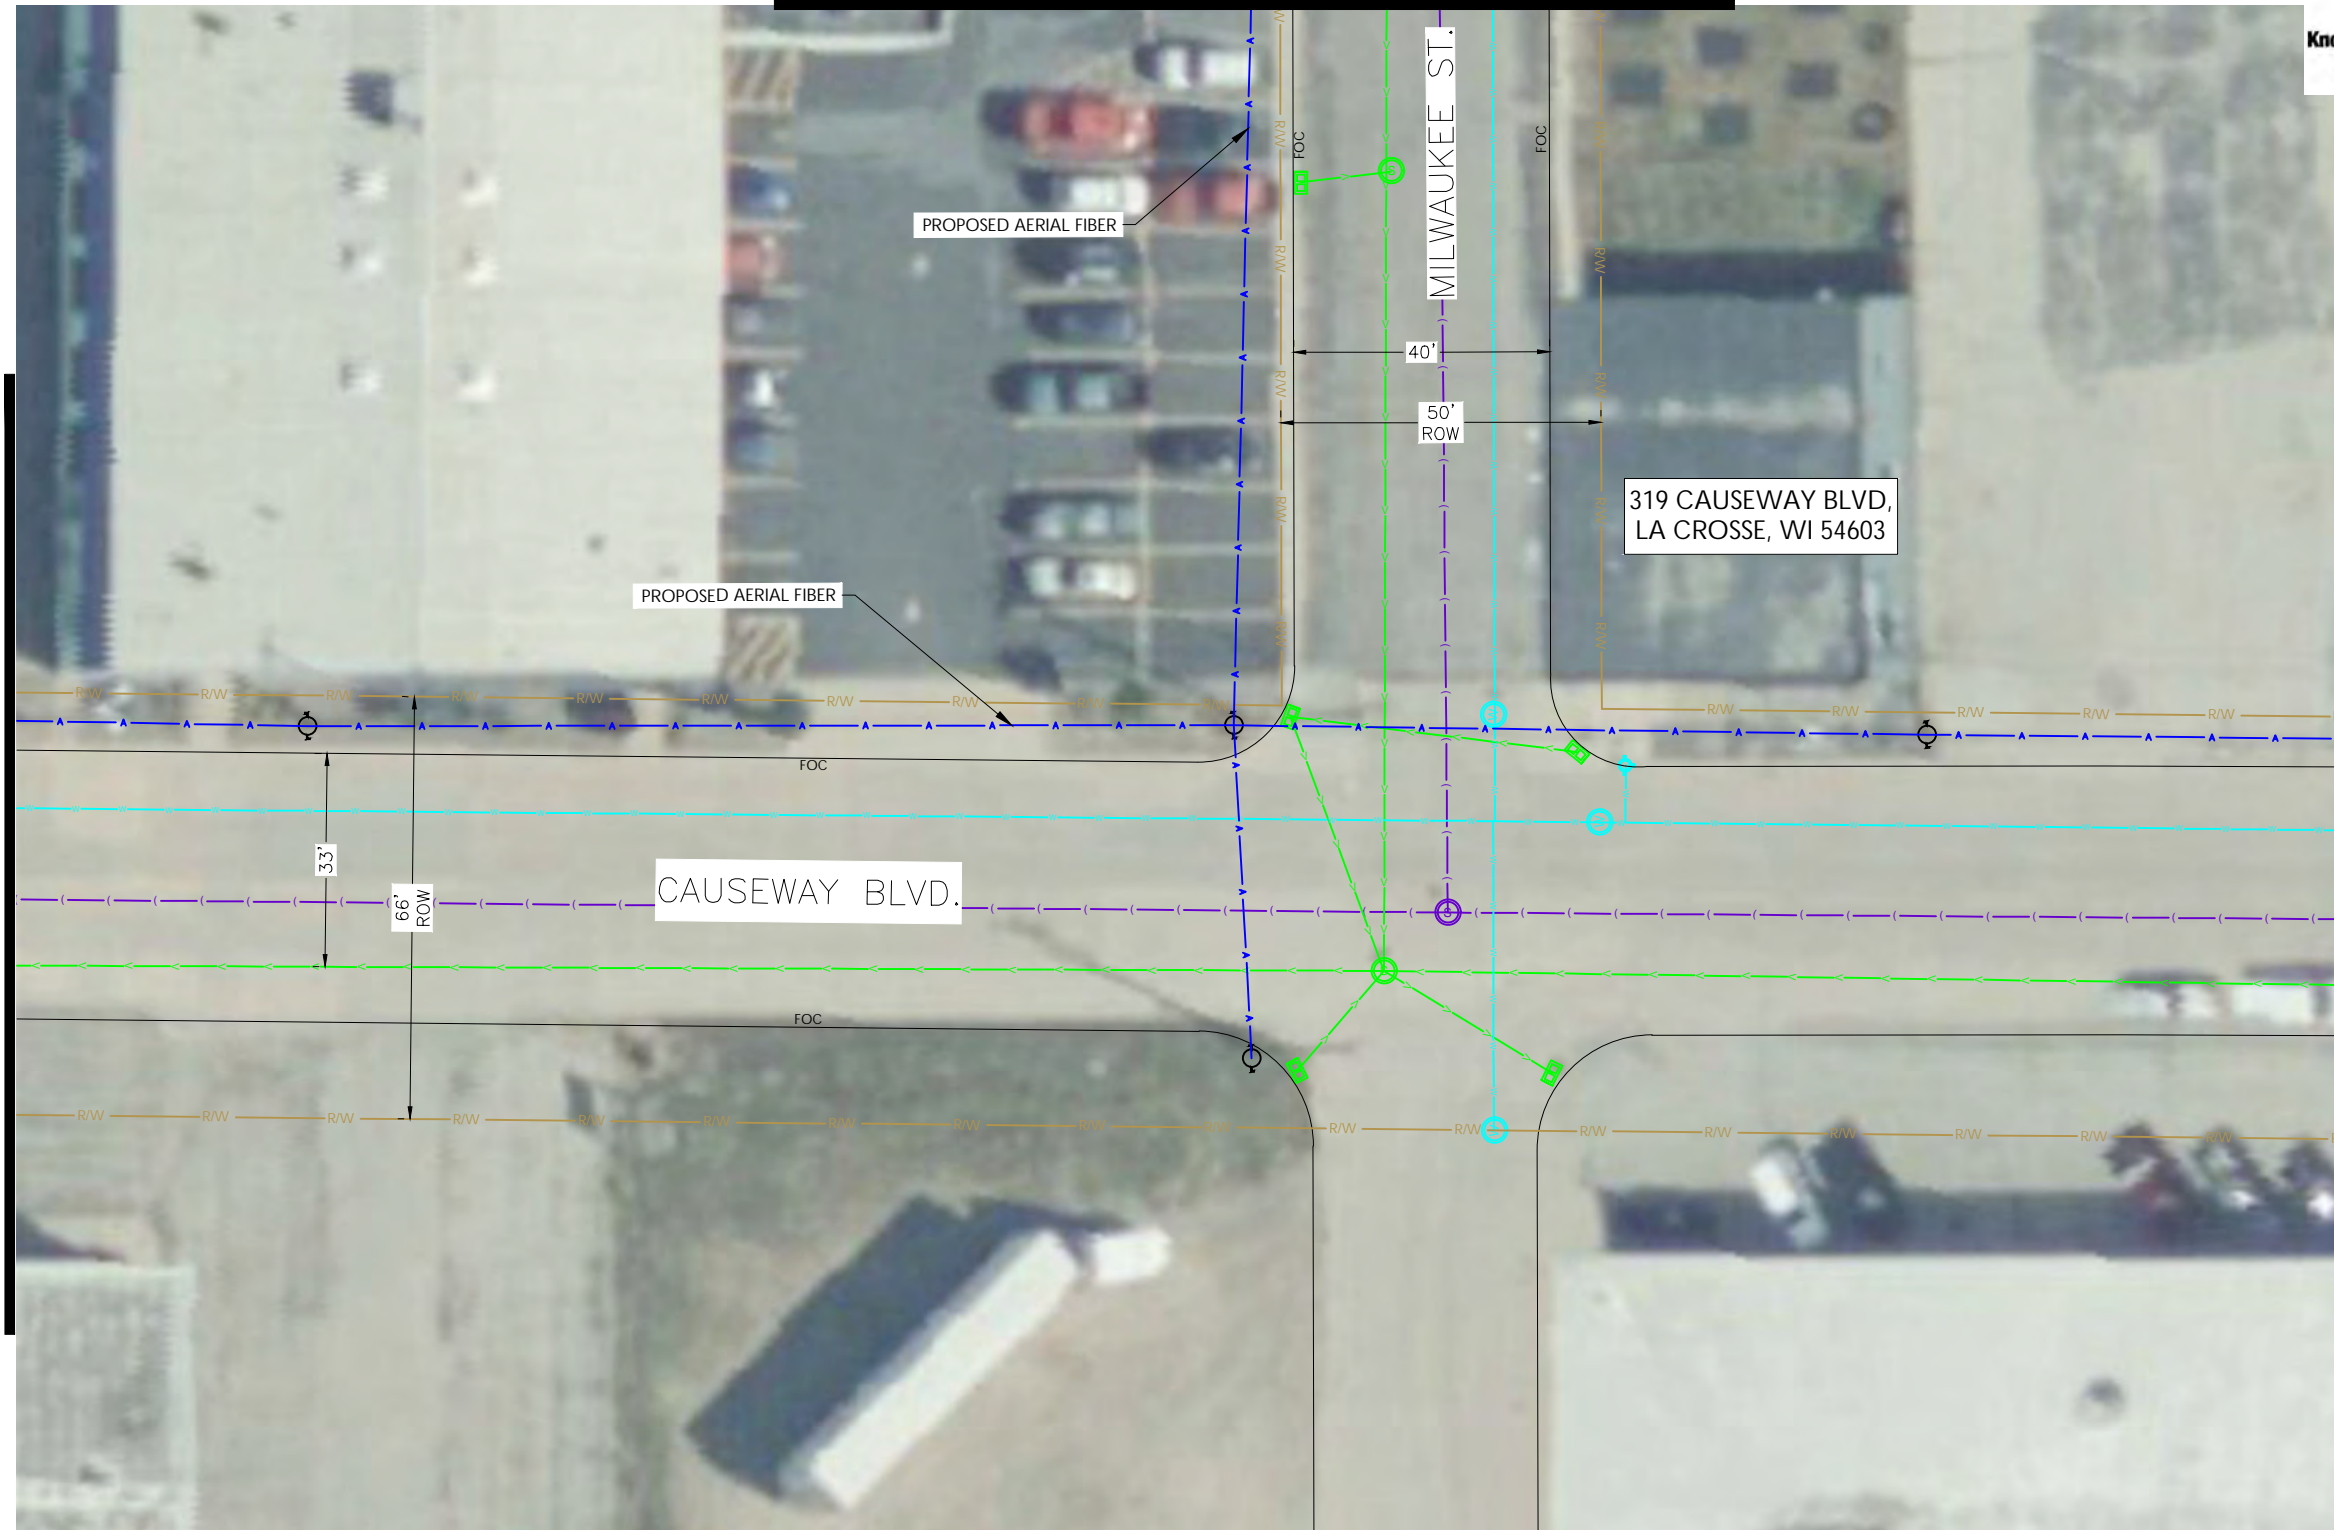 Kn
MILWAUKEE ST.
FOC
FOC
PROPOSED AERIAL FIBER
40'
50'
ROW
319 CAUSEWAY BLVD,
LA CROSSE, WI 54603
PROPOSED AERIAL FIBER
R/W R/W R/W R/W R/W R/W R/W R/W R/W R/W
R/W R/W R/W R/W R/W
FOC
33'
66'
ROW
CAUSEWAY BLVD.
FOC
R/W R/W R/W R/W R/W R/W R/W R/W R/W R/W R/W R/W R/W R/W R/W R/W R/W R/W
R/W
R/W
R/W
R/W
R/W
R/W
R/W
R/W
R/W